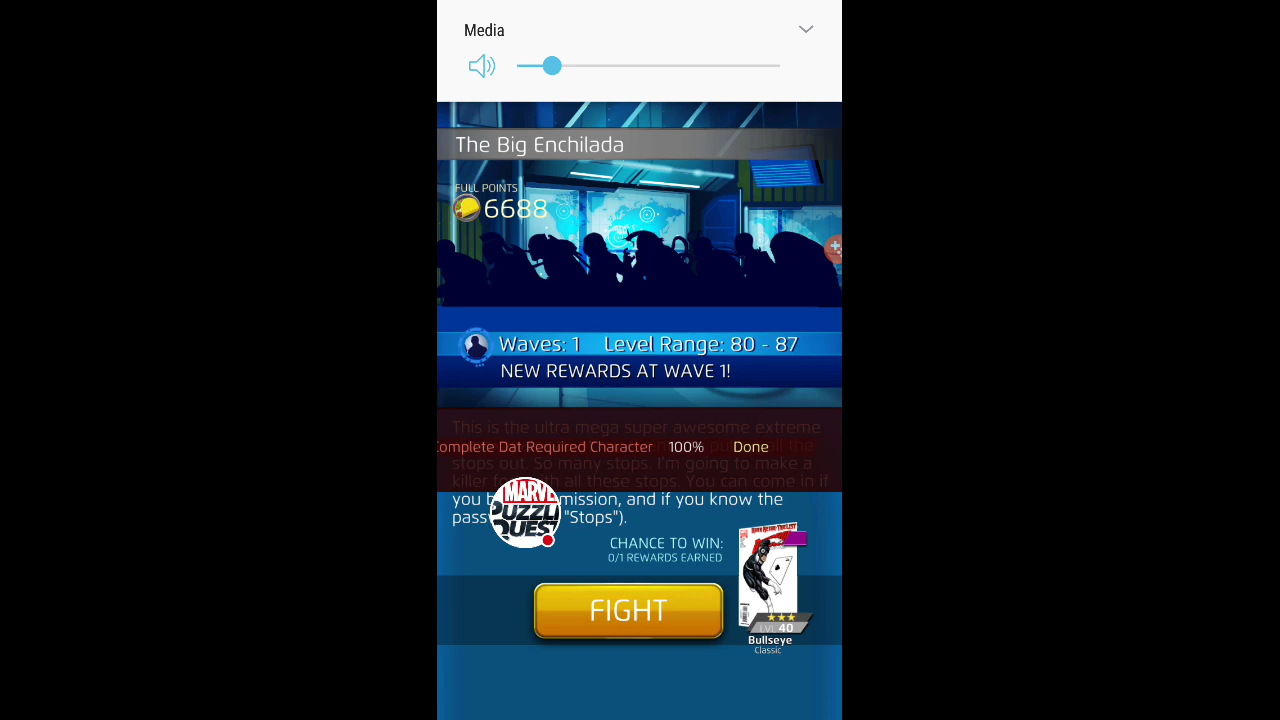 Media
The Big Enchilada
FULL POINTS
6688
Waves: 1 Level Range: 80 - 87
NEW REWARDS AT WAVE 1!
This is the ultra mega super awesome extreme
omplete Dat Required Character 100% Done
all the
stops out. So many stops. I'm going to make a
killer all these stops. You can come in if
you mission, and if you know the
pass "Stops").
MARVEL
PUZZLE
QUEST
CHANCE TO WIN:
0/1 REWARDS EARNED
FIGHT
LVL 40
Bullseye
Classic